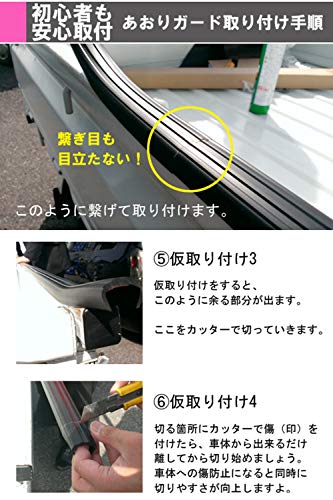 初心者も
安心取付
あおりガード取り付け手順
繋ぎ目も
目立たない！
このように繋げて取り付けます。
⑤仮取り付け3
仮取り付けをすると、
このように余る部分が出ます。
ここをカッターで切っていきます。
⑥仮取り付け4
切る箇所にカッターで傷（印）を
付けたら、車体から出来るだけ
離してから切り始めましょう。
車体への傷防止になると同時に
切りやすさが向上しますよ。